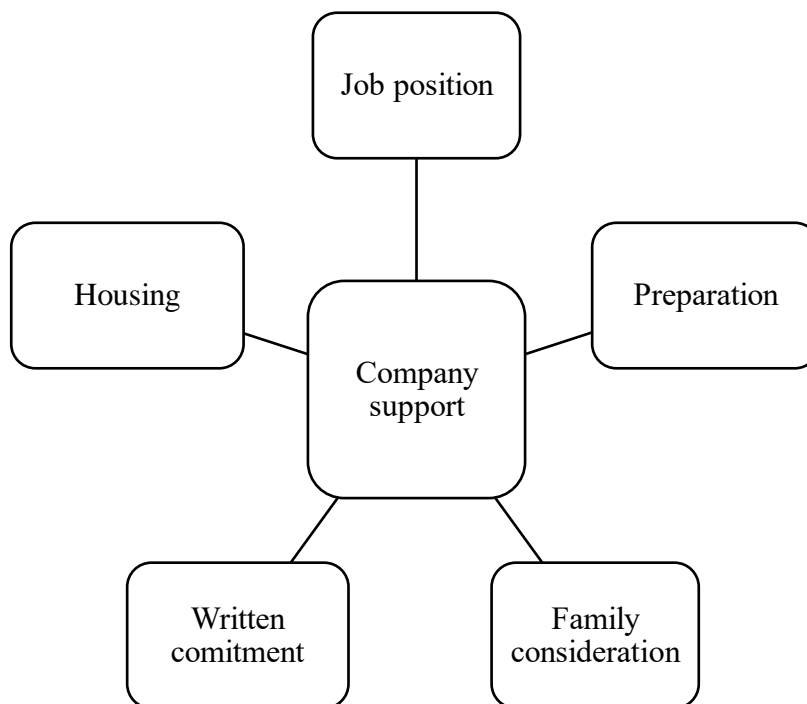 Job position
Housing
Preparation
Company
support
Written
comitment
Family
consideration